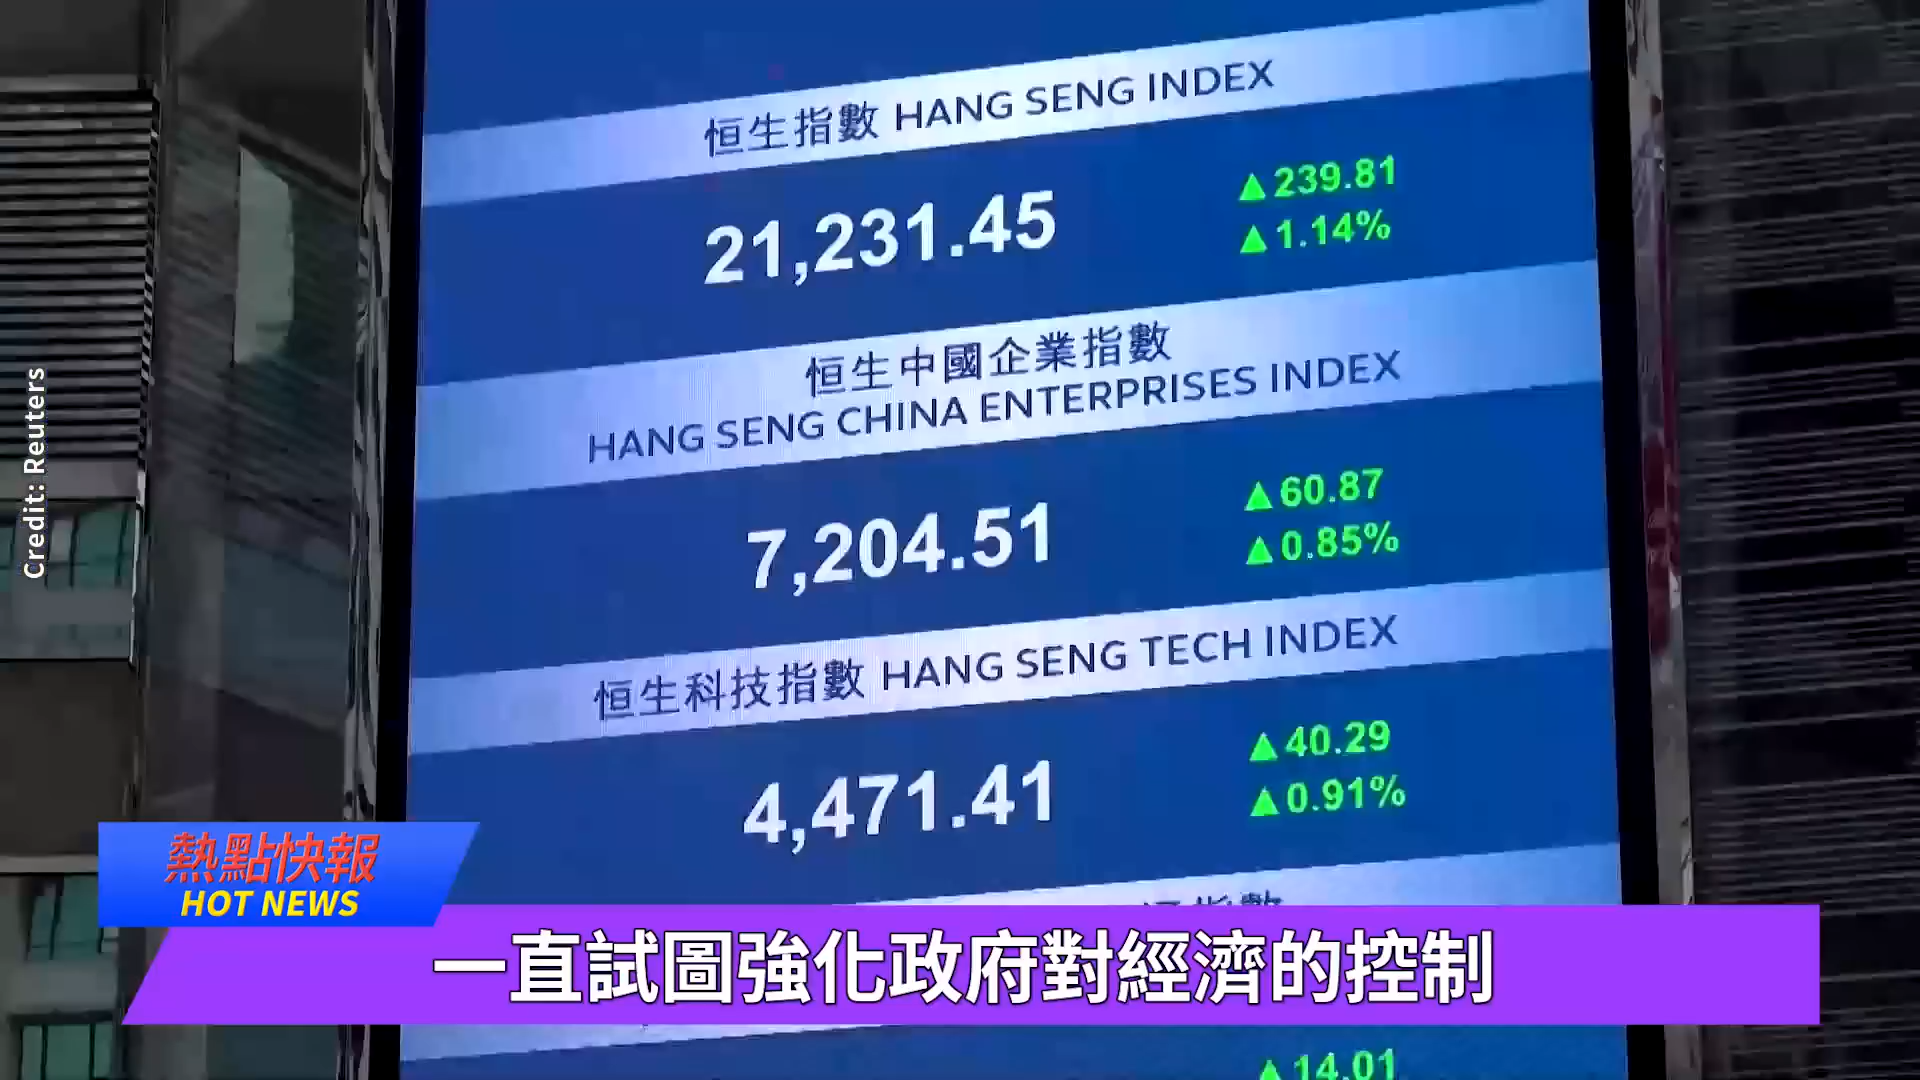 恒生指數 HANG SENG INDEX
21,231.45
▲239.81
▲1.14%
恒生中國企業指數
HANG SENG CHINA ENTERPRISES INDEX
7,204.51
▲60.87
▲0.85%
恒生科技指數 HANG SENG TECH INDEX
4,471.41
▲40.29
▲0.91%
指數
▲14.01
Credit: Reuters
熱點快報
HOT NEWS
一直試圖強化政府對經濟的控制